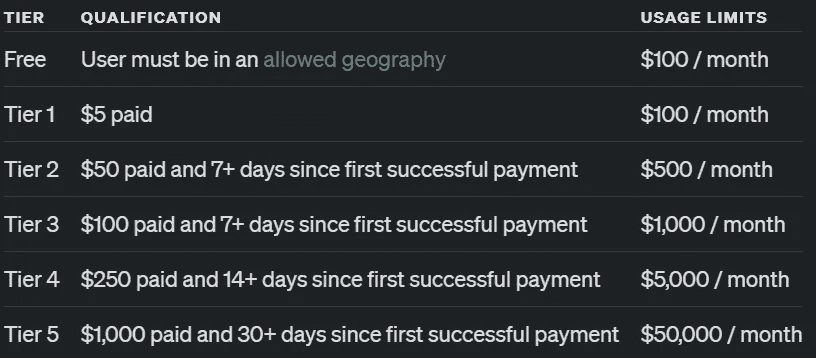 TIER QUALIFICATION USAGE LIMITS
Free User must be in an allowed geography $100 / month
Tier 1 $5 paid $100 / month
Tier 2 $50 paid and 7+ days since first successful payment $500 / month
Tier 3 $100 paid and 7+ days since first successful payment $1,000 / month
Tier 4 $250 paid and 14+ days since first successful payment $5,000 / month
Tier 5 $1,000 paid and 30+ days since first successful payment $50,000 / month